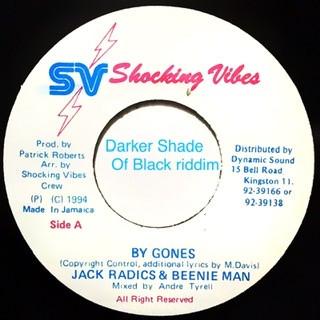 SV Shocking Vibes
Darker Shade
Of Black riddim
Prod. by
Patrick Roberts
Arr. by
Shocking Vibes
Crew
(P) (C) 1994
Made In Jamaica
Side A
Distributed by
Dynamic Sound
15 Bell Road
Kingston 11.
92-39166 or
92-39138
BY GONES
(Copyright Control, additional lyrics by M.Davis)
JACK RADICS & BEENIE MAN
Mixed by Andre Tyrell
All Right Reserved